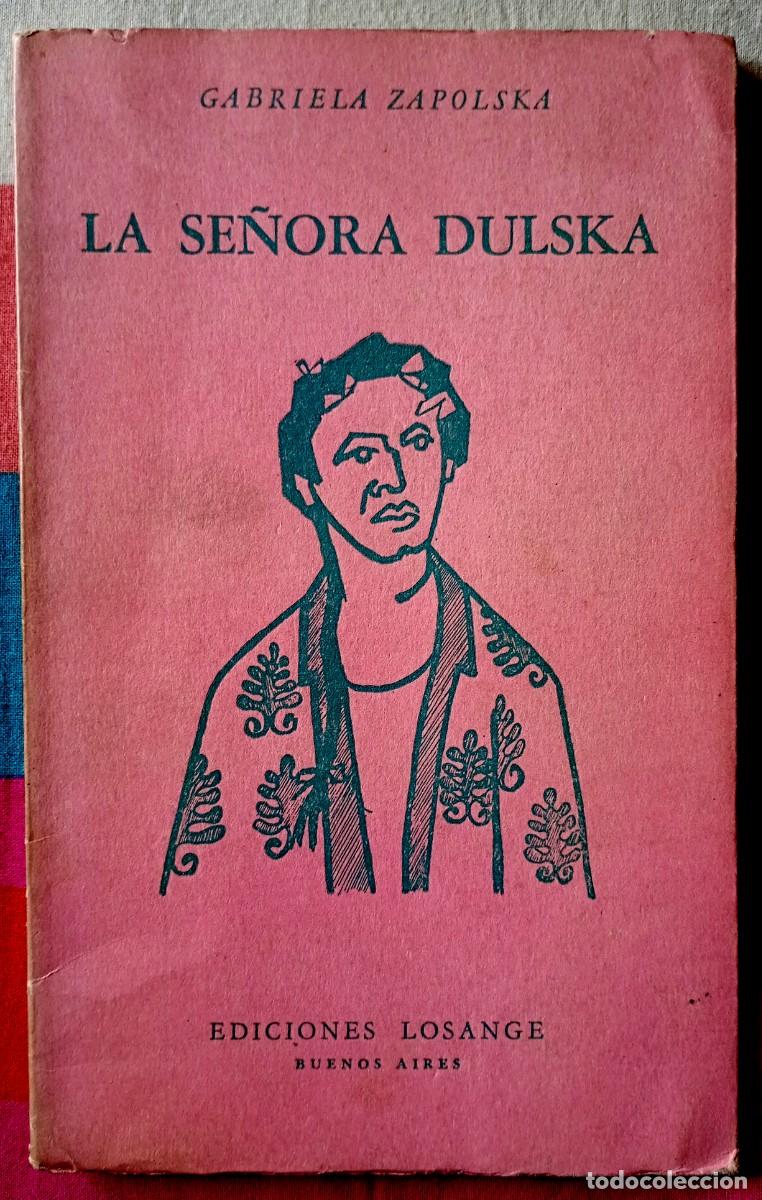 GABRIELA ZAPOLSKA
LA SEÑORA DULSKA
EDICIONES LOSANGE
BUENOS AIRES
todocoleccion